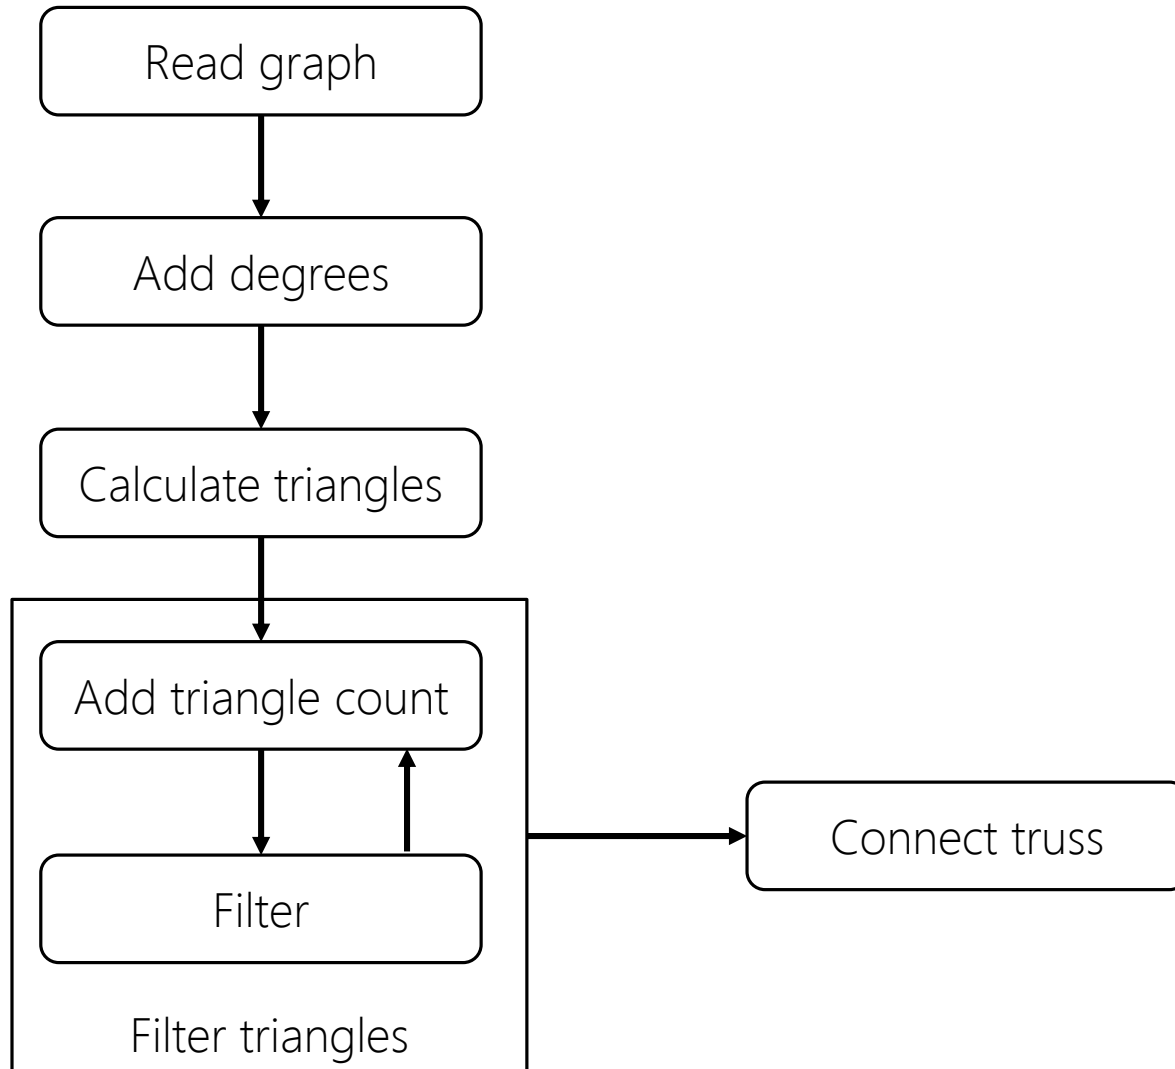 Read graph
Add degrees
Calculate triangles
Add triangle count
Filter
Filter triangles
Connect truss